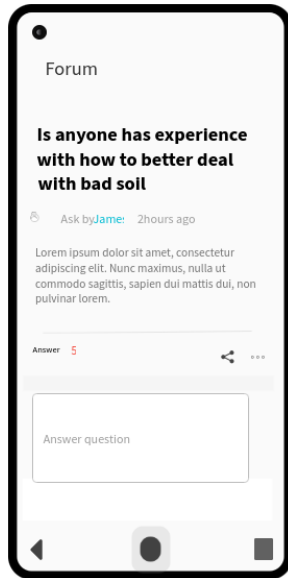 Forum
Is anyone has experience
with how to better deal
with bad soil
Ask by James 2hours ago
Lorem ipsum dolor sit amet, consectetur
adipiscing elit. Nunc maximus, nulla ut
commodo sagittis, sapien dui mattis dui, non
pulvinar lorem.
Answer 5
Answer question